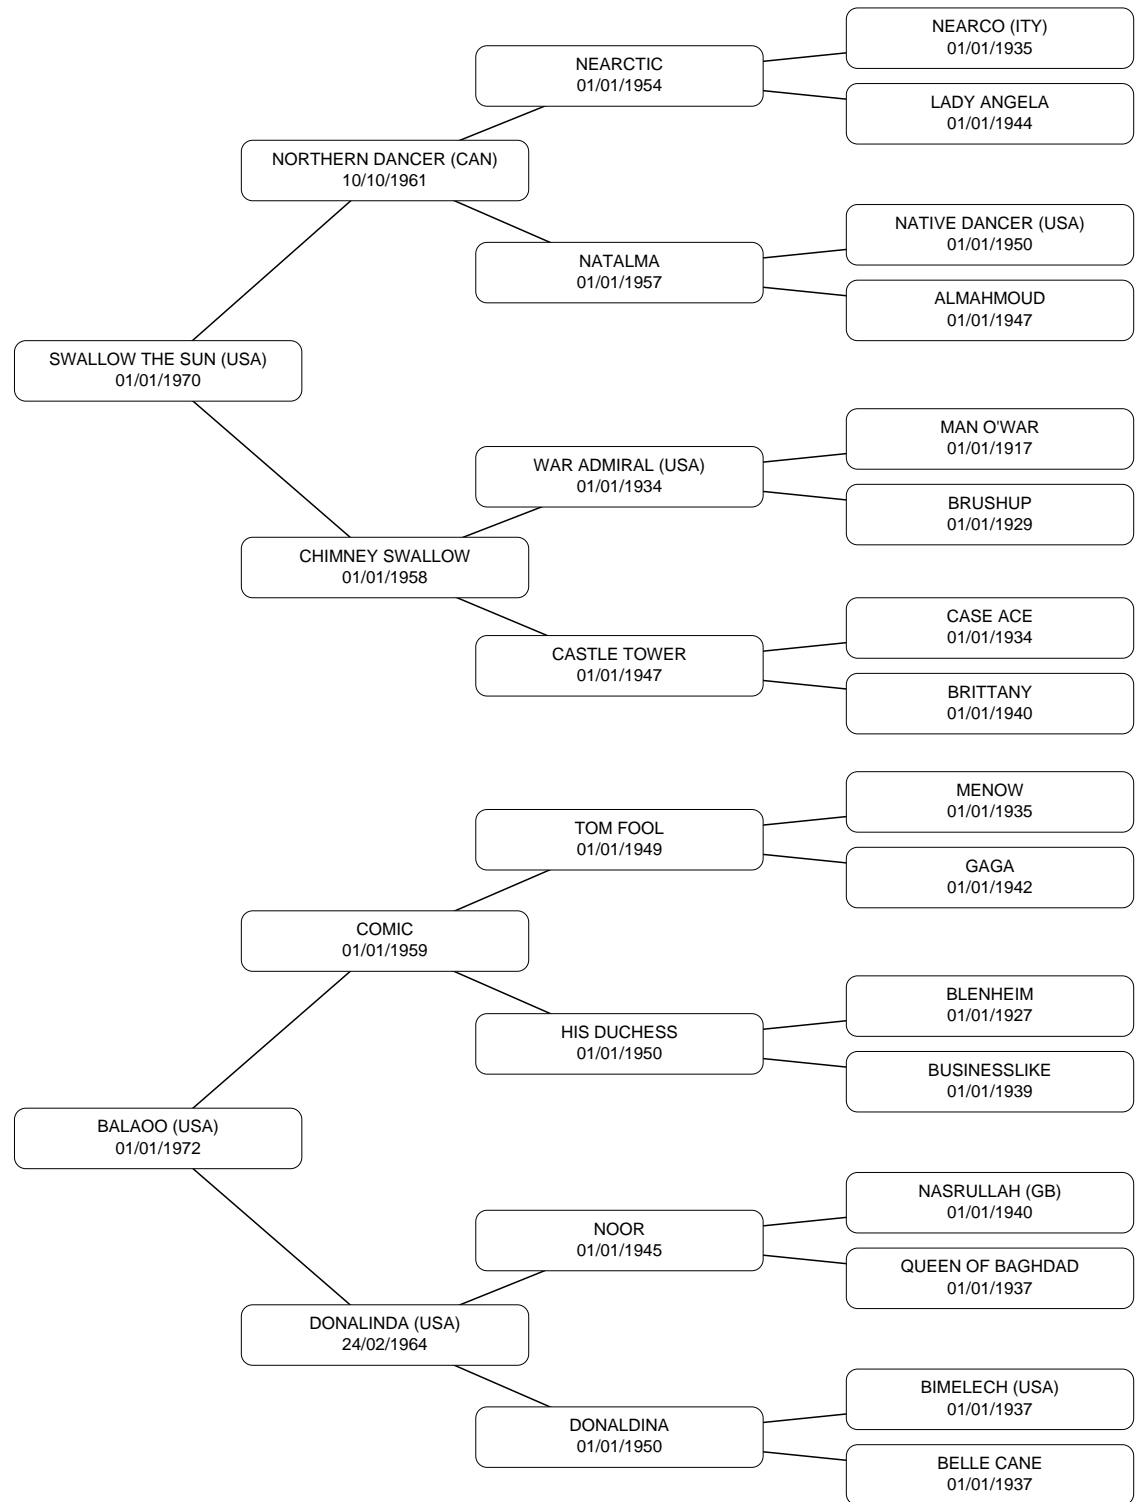 NEARCO (ITY)
01/01/1935
NEARCTIC
01/01/1954
LADY ANGELA
01/01/1944
NORTHERN DANCER (CAN)
10/10/1961
NATIVE DANCER (USA)
01/01/1950
NATALMA
01/01/1957
ALMAHMOUD
01/01/1947
SWALLOW THE SUN (USA)
01/01/1970
MAN O'WAR
01/01/1917
WAR ADMIRAL (USA)
01/01/1934
BRUSHUP
01/01/1929
CHIMNEY SWALLOW
01/01/1958
CASE ACE
01/01/1934
CASTLE TOWER
01/01/1947
BRITTANY
01/01/1940
MENOW
01/01/1935
TOM FOOL
01/01/1949
GAGA
01/01/1942
COMIC
01/01/1959
BLENHEIM
01/01/1927
HIS DUCHESS
01/01/1950
BUSINESSLIKE
01/01/1939
BALAOO (USA)
01/01/1972
NASRULLAH (GB)
01/01/1940
NOOR
01/01/1945
QUEEN OF BAGHDAD
01/01/1937
DONALINDA (USA)
24/02/1964
BIMELECH (USA)
01/01/1937
DONALDINA
01/01/1950
BELLE CANE
01/01/1937